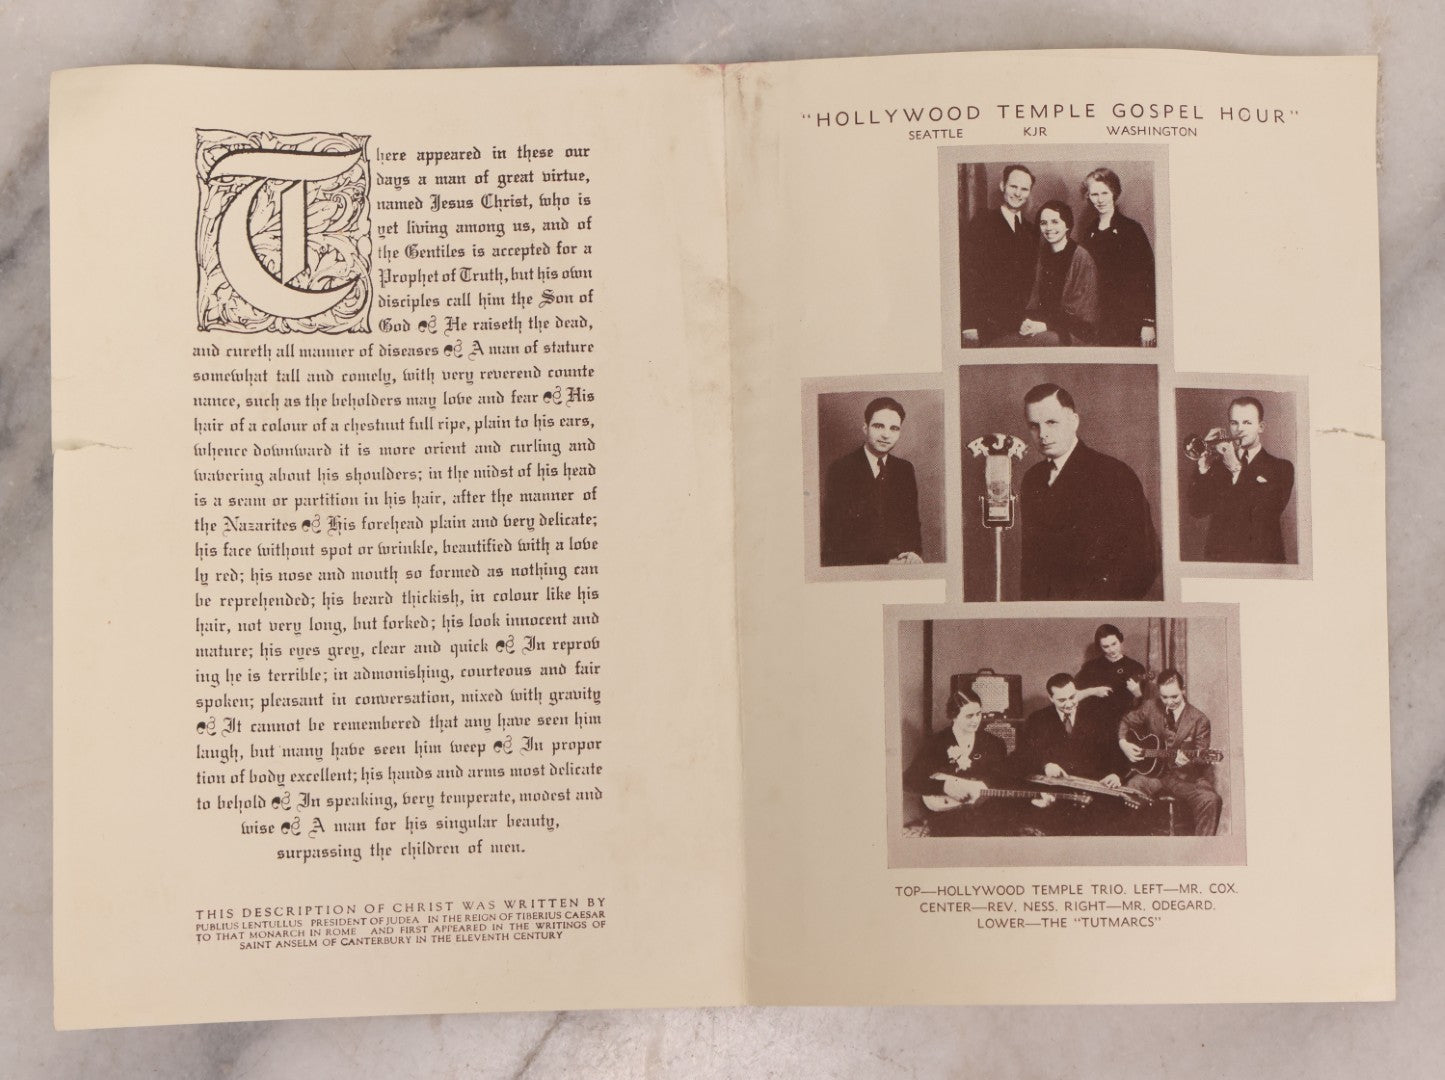 There appeared in these our
days a man of great virtue,
named Jesus Christ, who is
yet living among us, and of
the Gentiles is accepted for a
Prophet of Truth, but his own
disciples call him the Son of
God He raiseth the dead,
and cureth all manner of diseases A man of stature
somewhat tall and comely, with very reverend counte
nance, such as the beholders may love and fear His
hair of a colour of a chestnut full ripe, plain to his ears,
whence downward it is more orient and curling and
wavering about his shoulders; in the midst of his head
is a seam or partition in his hair, after the manner of
the Nazarites His forehead plain and very delicate;
his face without spot or wrinkle, beautified with a love
ly red; his nose and mouth so formed as nothing can
be reprehended; his beard thickish, in colour like his
hair, not very long, but forked; his look innocent and
mature; his eyes grey, clear and quick In reprov
ing he is terrible; in admonishing, courteous and fair
spoken; pleasant in conversation, mixed with gravity
It cannot be remembered that any have seen him
laugh, but many have seen him weep In propor
tion of body excellent; his hands and arms most delicate
to behold In speaking, very temperate, modest and
wise A man for his singular beauty,
surpassing the children of men.
THIS DESCRIPTION OF CHRIST WAS WRITTEN BY
PUBLIUS LENTULLUS PRESIDENT OF JUDEA IN THE REIGN OF TIBERIUS CAESAR
TO THAT MONARCH IN ROME AND FIRST APPEARED IN THE WRITINGS OF
SAINT ANSELM OF CANTERBURY IN THE ELEVENTH CENTURY
"HOLLYWOOD TEMPLE GOSPEL HOUR"
SEATTLE KJR WASHINGTON
KJR
TOP—HOLLYWOOD TEMPLE TRIO. LEFT—MR. COX.
CENTER—REV. NESS. RIGHT—MR. ODEGARD.
LOWER—THE "TUTMARCS"